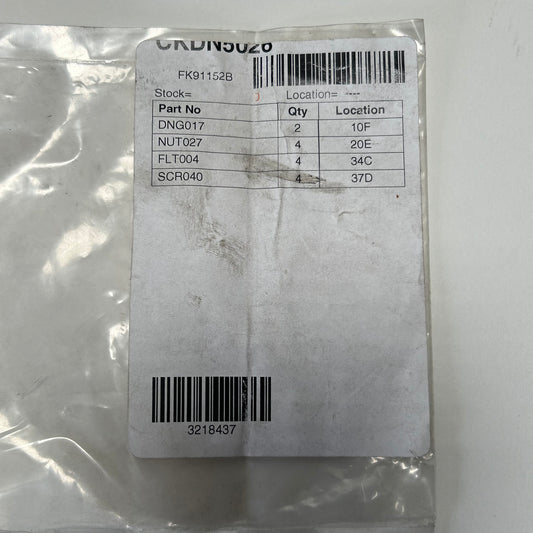 CKDN5026
FK91152B
Stock= Location= ----
Part No Qty Location
DNG017 2 10F
NUT027 4 20E
FLT004 4 34C
SCR040 4 37D
3218437